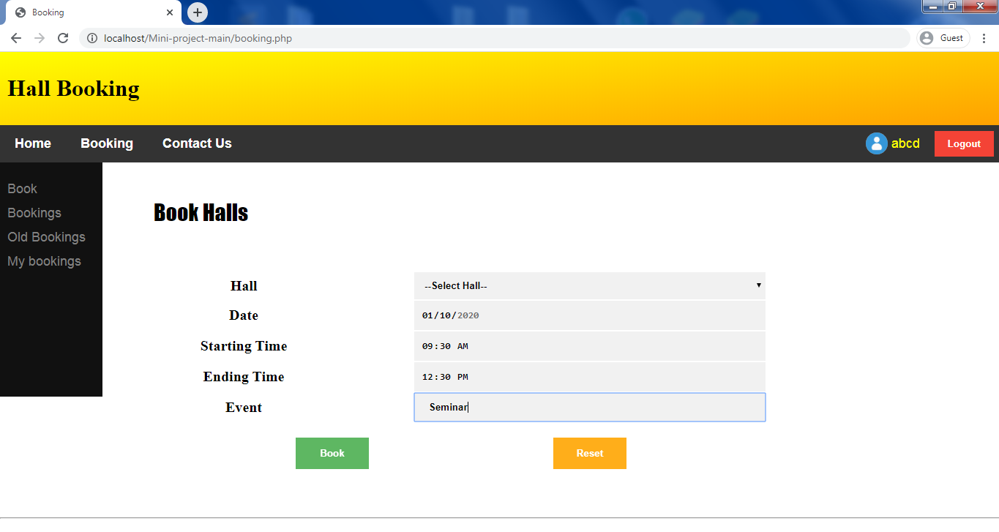 Booking
localhost/Mini-project-main/booking.php
Guest
Hall Booking
Home Booking Contact Us abcd Logout
Book
Bookings
Old Bookings
My bookings
Book Halls
Hall --Select Hall--
Date 01/10/2020
Starting Time 09:30 AM
Ending Time 12:30 PM
Event Seminar
Book Reset